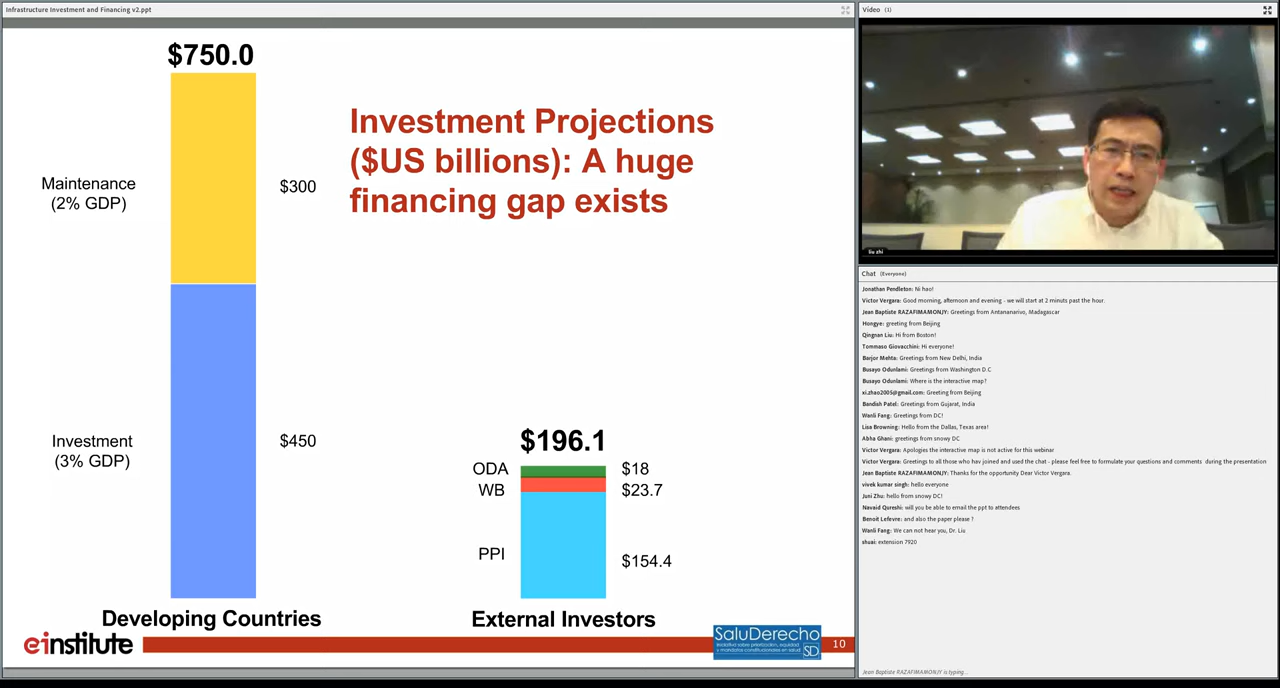 Infrastructure Investment and Financing v2.ppt
$750.0
Maintenance
(2% GDP)
$300
Investment Projections
($US billions): A huge
financing gap exists
Investment
(3% GDP)
$450
$196.1
ODA
$18
WB
$23.7
PPI
$154.4
Developing Countries
External Investors
einstitute
SaluDerecho
Iniciativa sobre priorización, equidad
y mandatos constitucionales en salud
SD
10
Video (1)
liu zhi
Chat (Everyone)
Jonathan Pendleton: Ni hao!
Victor Vergara: Good morning, afternoon and evening - we will start at 2 minuts past the hour.
Jean Baptiste RAZAFIMAMONJY: Greetings from Antananarivo, Madagascar
Hongye: greeting from Beijing
Qingnan Liu: Hi from Boston!
Tommaso Giovacchini: Hi everyone!
Barjor Mehta: Greetings from New Delhi, India
Busayo Odunlami: Greetings from Washington D.C
Busayo Odunlami: Where is the interactive map?
xi.zhao2005@gmail.com: Greeting from Beijing
Bandish Patel: Greetings from Gujarat, India
Wanli Fang: Greetings from DC!
Lisa Browning: Hello from the Dallas, Texas area!
Abha Ghani: greetings from snowy DC
Victor Vergara: Apologies the interactive map is not active for this webinar
Victor Vergara: Greetings to all those who hav joined and used the chat - please feel free to formulate your questions and comments during the presentation
Jean Baptiste RAZAFIMAMONJY: Thanks for the opportunity Dear Victor Vergara.
vivek kumar singh: hello everyone
Juni Zhu: hello from snowy DC!
Navaid Qureshi: will you be able to email the ppt to attendees
Benoit Lefevre: and also the paper please ?
Wanli Fang: We can not hear you, Dr. Liu
shuai: extension 7920
Jean Baptiste RAZAFIMAMONJY is typing...